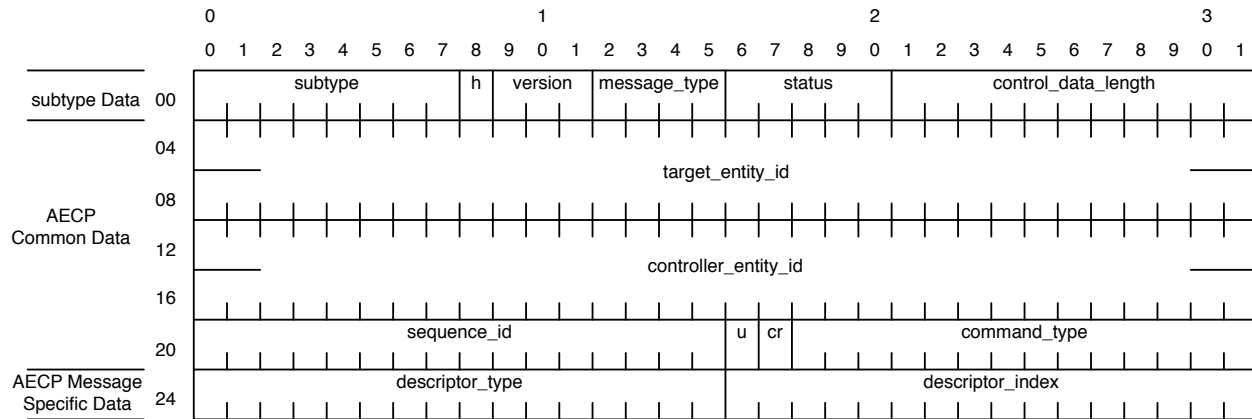 0 1 2 3
0 1 2 3 4 5 6 7 8 9 0 1 2 3 4 5 6 7 8 9 0 1 2 3 4 5 6 7 8 9 0 1
subtype Data 00 subtype h version message_type status control_data_length
04
target_entity_id
08
AECP
Common Data
12
controller_entity_id
16
20 sequence_id u cr command_type
AECP Message
Specific Data
24 descriptor_type descriptor_index